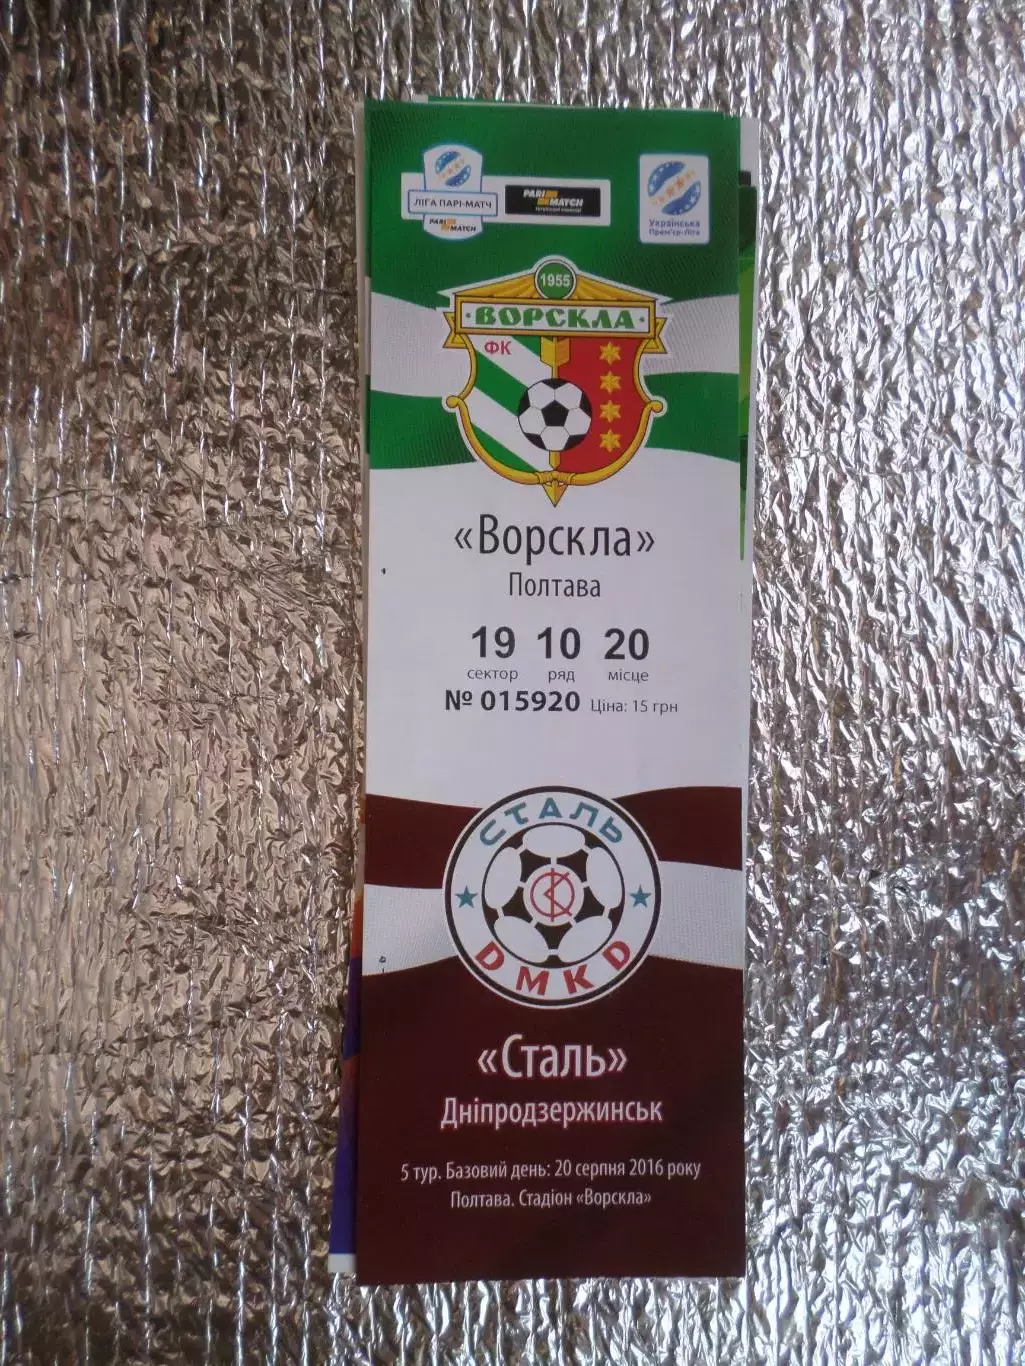 ЛІГА ПАРІ-МАТЧ
PARI MATCH
PARI
MATCH
Українська
Прем'єр-Ліга
1955
·ВОРСКЛА·
ФК
«Ворскла»
Полтава
19 10 20
сектор ряд місце
№ 015920 Ціна: 15 грн
СТАЛЬ
DMKD
«Сталь»
Дніпродзержинськ
5 тур. Базовий день: 20 серпня 2016 року
Полтава. Стадіон «Ворскла»